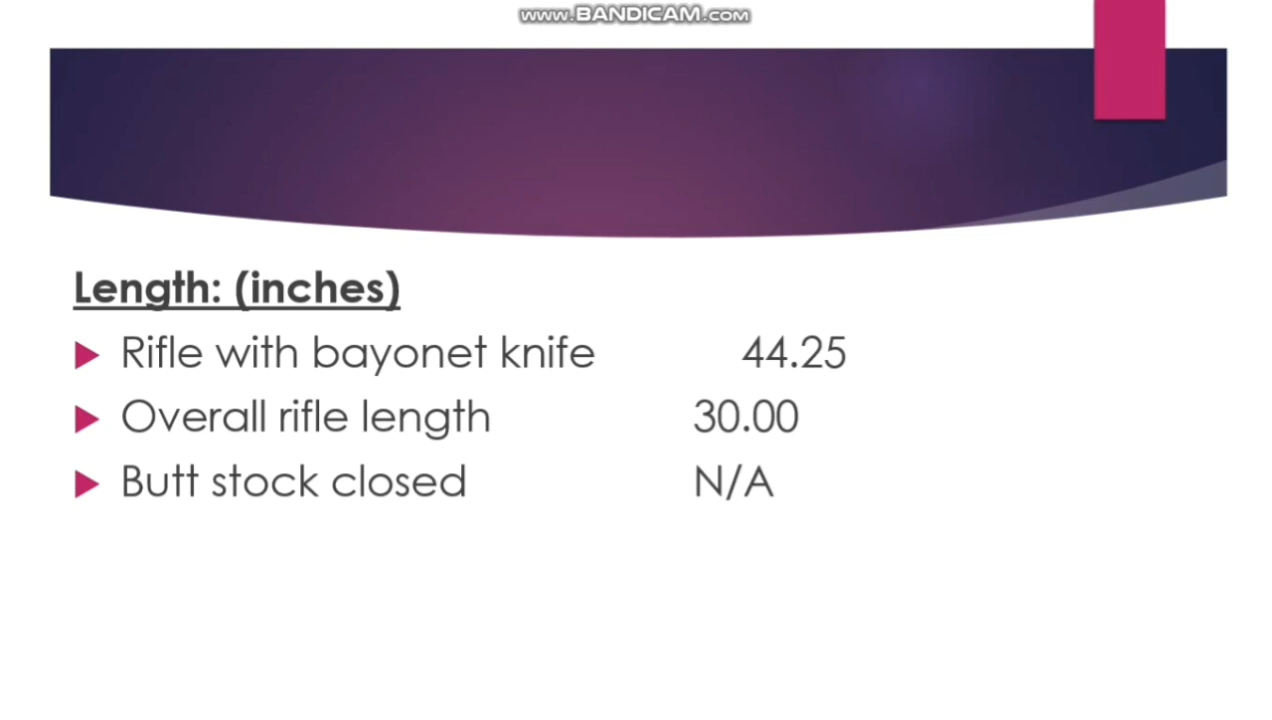 www.BANDICAM.com
Length: (inches)
Rifle with bayonet knife 44.25
Overall rifle length 30.00
Butt stock closed N/A